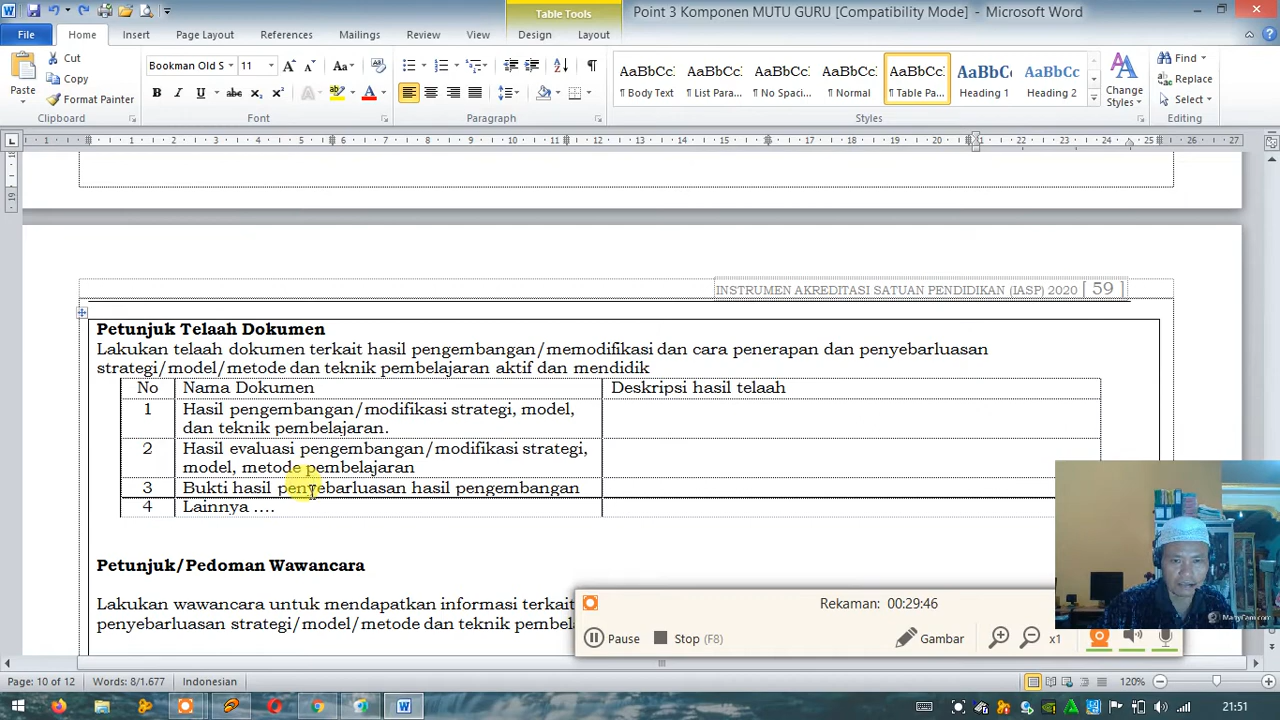 Table Tools
Point 3 Komponen MUTU GURU [Compatibility Mode] - Microsoft Word
File Home Insert Page Layout References Mailings Review View Design Layout
Paste
Cut
Copy
Format Painter
Clipboard
Bookman Old S 11
Font
Paragraph
AaBbCc AaBbCc AaBbCc AaBbCc AaBbCc AaBbCc AaBbCc
¶ Body Text ¶ List Para... ¶ No Spaci... ¶ Normal ¶ Table Pa... Heading 1 Heading 2
Styles
Change Styles
Find
Replace
Select
Editing
INSTRUMEN AKREDITASI SATUAN PENDIDIKAN (IASP) 2020 [ 59 ]
Petunjuk Telaah Dokumen
Lakukan telaah dokumen terkait hasil pengembangan/memodifikasi dan cara penerapan dan penyebarluasan
strategi/model/metode dan teknik pembelajaran aktif dan mendidik
No Nama Dokumen Deskripsi hasil telaah
1 Hasil pengembangan/modifikasi strategi, model,
dan teknik pembelajaran.
2 Hasil evaluasi pengembangan/modifikasi strategi,
model, metode pembelajaran
3 Bukti hasil penyebarluasan hasil pengembangan
4 Lainnya ....
Petunjuk/Pedoman Wawancara
Lakukan wawancara untuk mendapatkan informasi terkait
penyebarluasan strategi/model/metode dan teknik pembel
Rekaman: 00:29:46
Pause Stop (F8) Gambar x1
ManyCam.com
Page: 10 of 12 Words: 8/1.677 Indonesian 120%
21:51